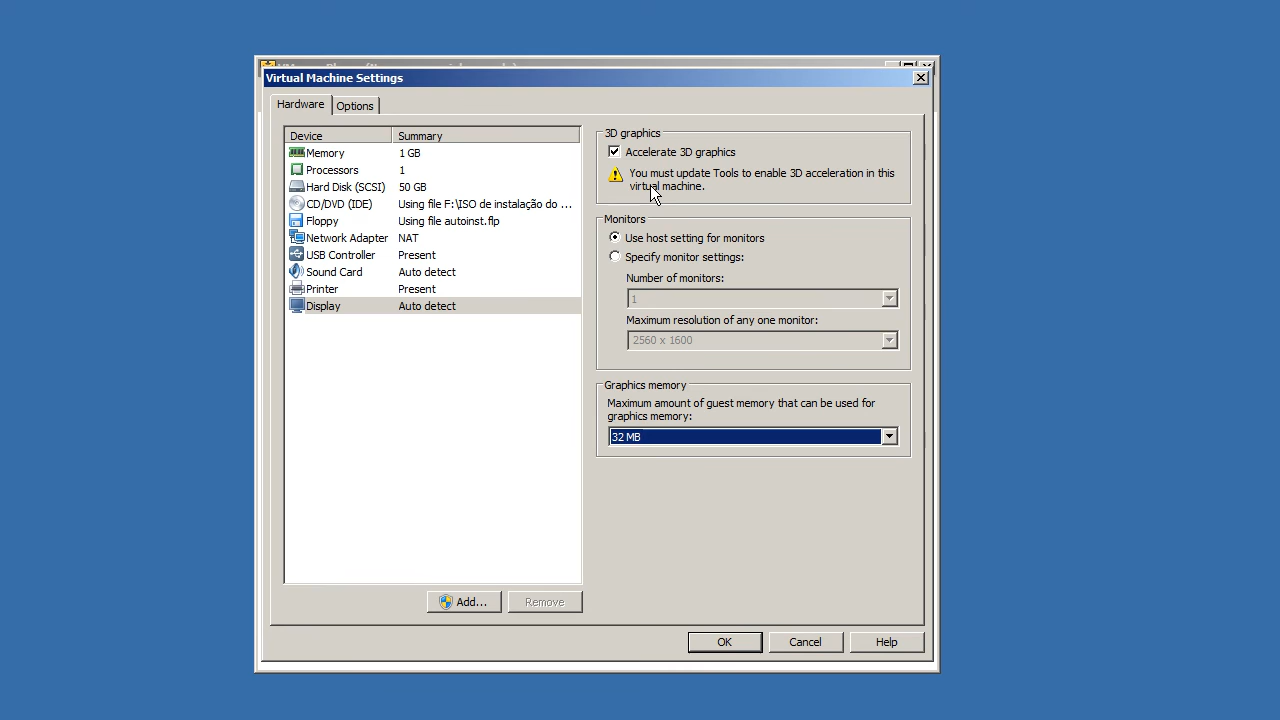 Virtual Machine Settings
Hardware
Options
Device Summary
Memory 1 GB
Processors 1
Hard Disk (SCSI) 50 GB
CD/DVD (IDE) Using file F:\ISO de instalação do ...
Floppy Using file autoinst.flp
Network Adapter NAT
USB Controller Present
Sound Card Auto detect
Printer Present
Display Auto detect
Add...
Remove
3D graphics
Accelerate 3D graphics
You must update Tools to enable 3D acceleration in this
virtual machine.
Monitors
Use host setting for monitors
Specify monitor settings:
Number of monitors:
1
Maximum resolution of any one monitor:
2560 x 1600
Graphics memory
Maximum amount of guest memory that can be used for
graphics memory:
32 MB
OK
Cancel
Help